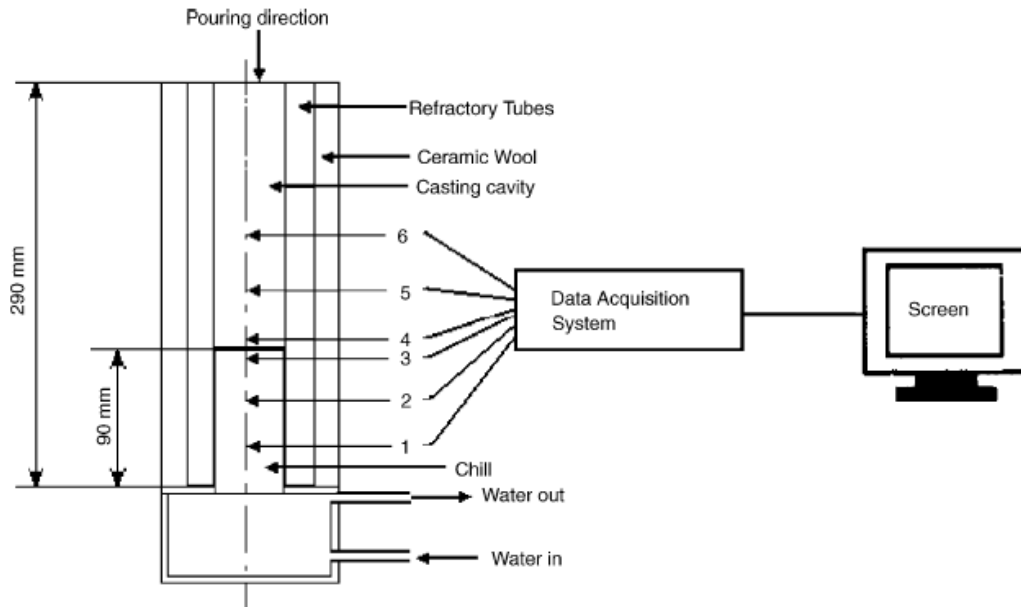 Pouring direction
Refractory Tubes
Ceramic Wool
Casting cavity
6
5
4
3
2
1
290 mm
90 mm
Data Acquisition
System
Screen
Chill
Water out
Water in